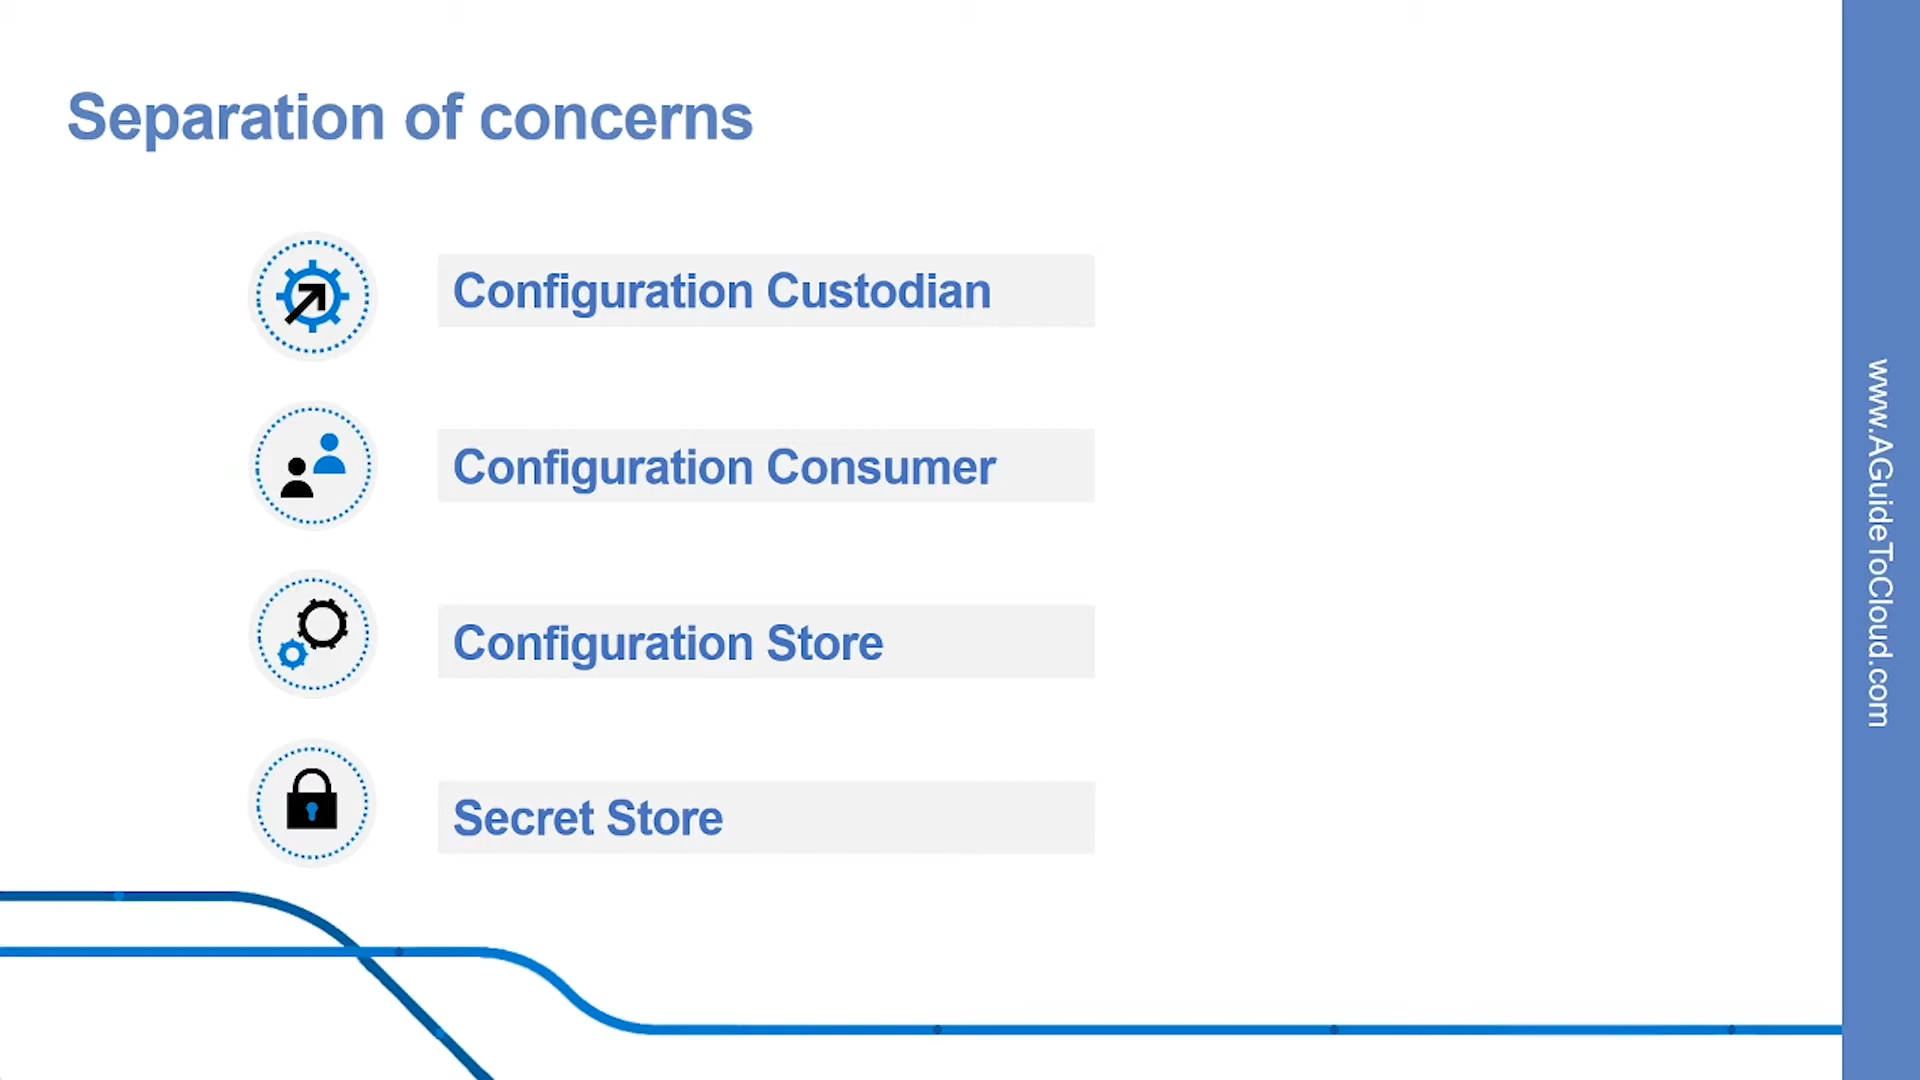 Separation of concerns
Configuration Custodian
Configuration Consumer
Configuration Store
Secret Store
www.AGuideToCloud.com